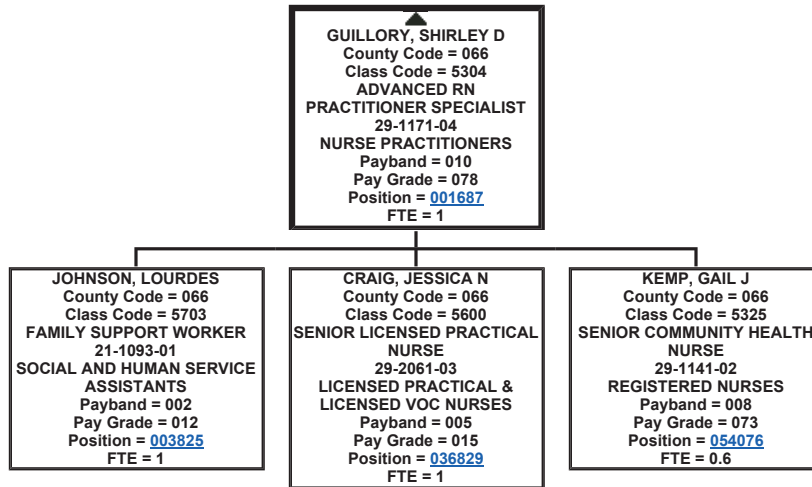 GUILLORY, SHIRLEY D
County Code = 066
Class Code = 5304
ADVANCED RN
PRACTITIONER SPECIALIST
29-1171-04
NURSE PRACTITIONERS
Payband = 010
Pay Grade = 078
Position = 001687
FTE = 1
JOHNSON, LOURDES
County Code = 066
Class Code = 5703
FAMILY SUPPORT WORKER
21-1093-01
SOCIAL AND HUMAN SERVICE
ASSISTANTS
Payband = 002
Pay Grade = 012
Position = 003825
FTE = 1
CRAIG, JESSICA N
County Code = 066
Class Code = 5600
SENIOR LICENSED PRACTICAL
NURSE
29-2061-03
LICENSED PRACTICAL &
LICENSED VOC NURSES
Payband = 005
Pay Grade = 015
Position = 036829
FTE = 1
KEMP, GAIL J
County Code = 066
Class Code = 5325
SENIOR COMMUNITY HEALTH
NURSE
29-1141-02
REGISTERED NURSES
Payband = 008
Pay Grade = 073
Position = 054076
FTE = 0.6